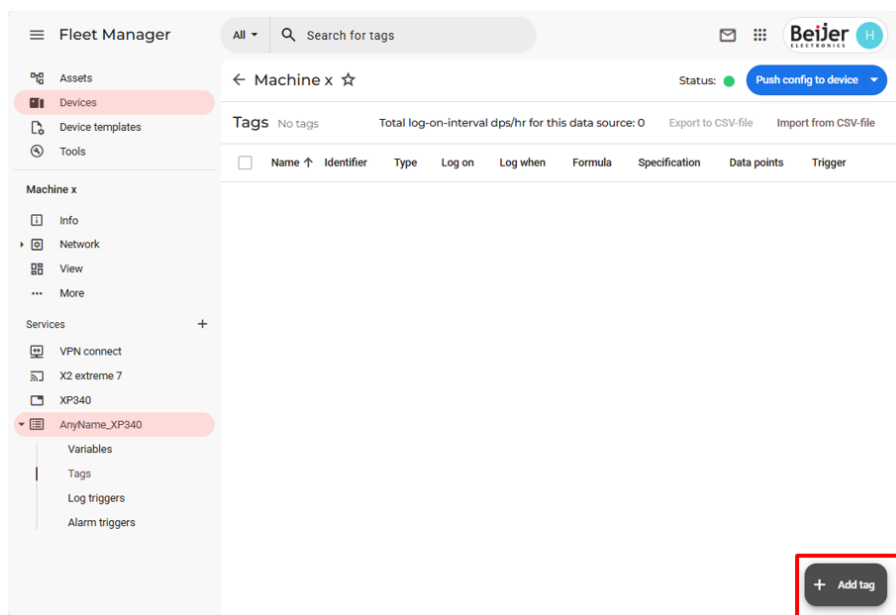 Fleet Manager
All
Search for tags
Beijer
ELECTRONICS
H
Assets
Devices
Device templates
Tools
Machine x
Info
Network
View
More
Services
VPN connect
X2 extreme 7
XP340
AnyName_XP340
Variables
Tags
Log triggers
Alarm triggers
Machine x
Status:
Push config to device
Tags No tags Total log-on-interval dps/hr for this data source: 0 Export to CSV-file Import from CSV-file
Name Identifier Type Log on Log when Formula Specification Data points Trigger
+ Add tag